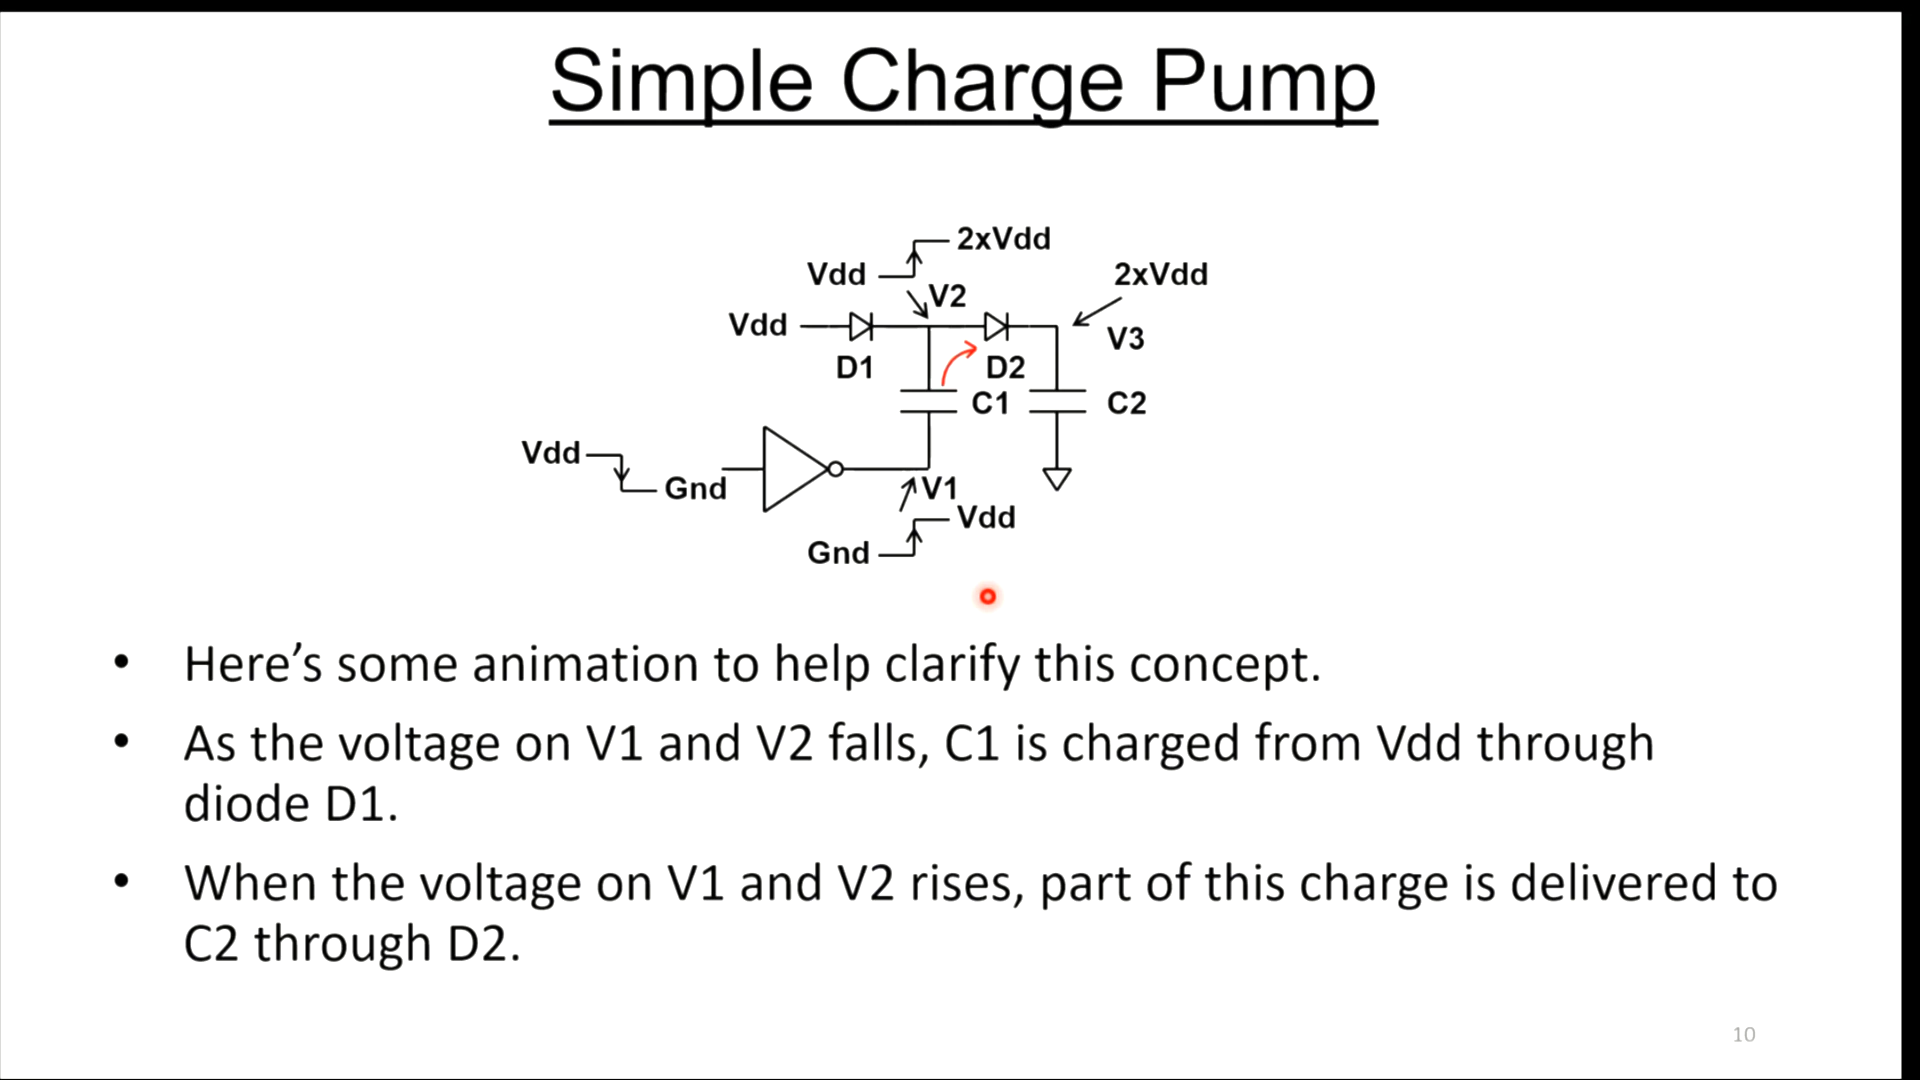 Simple Charge Pump
2xVdd
Vdd
2xVdd
V2
Vdd
V3
D1
D2
C1
C2
Vdd
Gnd
V1
Vdd
Gnd
• Here’s some animation to help clarify this concept.
• As the voltage on V1 and V2 falls, C1 is charged from Vdd through
diode D1.
• When the voltage on V1 and V2 rises, part of this charge is delivered to
C2 through D2.
10